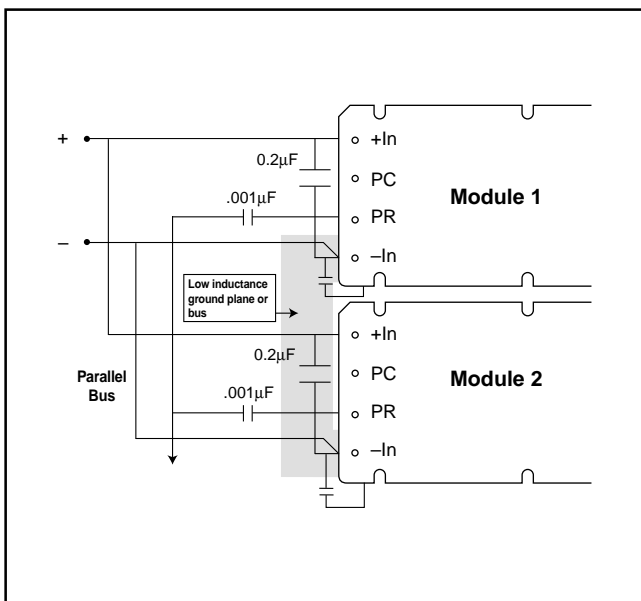 +
+In
0.2µF
PC
Module 1
.001µF
PR
–
–In
Low inductance
ground plane or
bus
+In
0.2µF
Parallel
Bus
PC
Module 2
.001µF
PR
–In